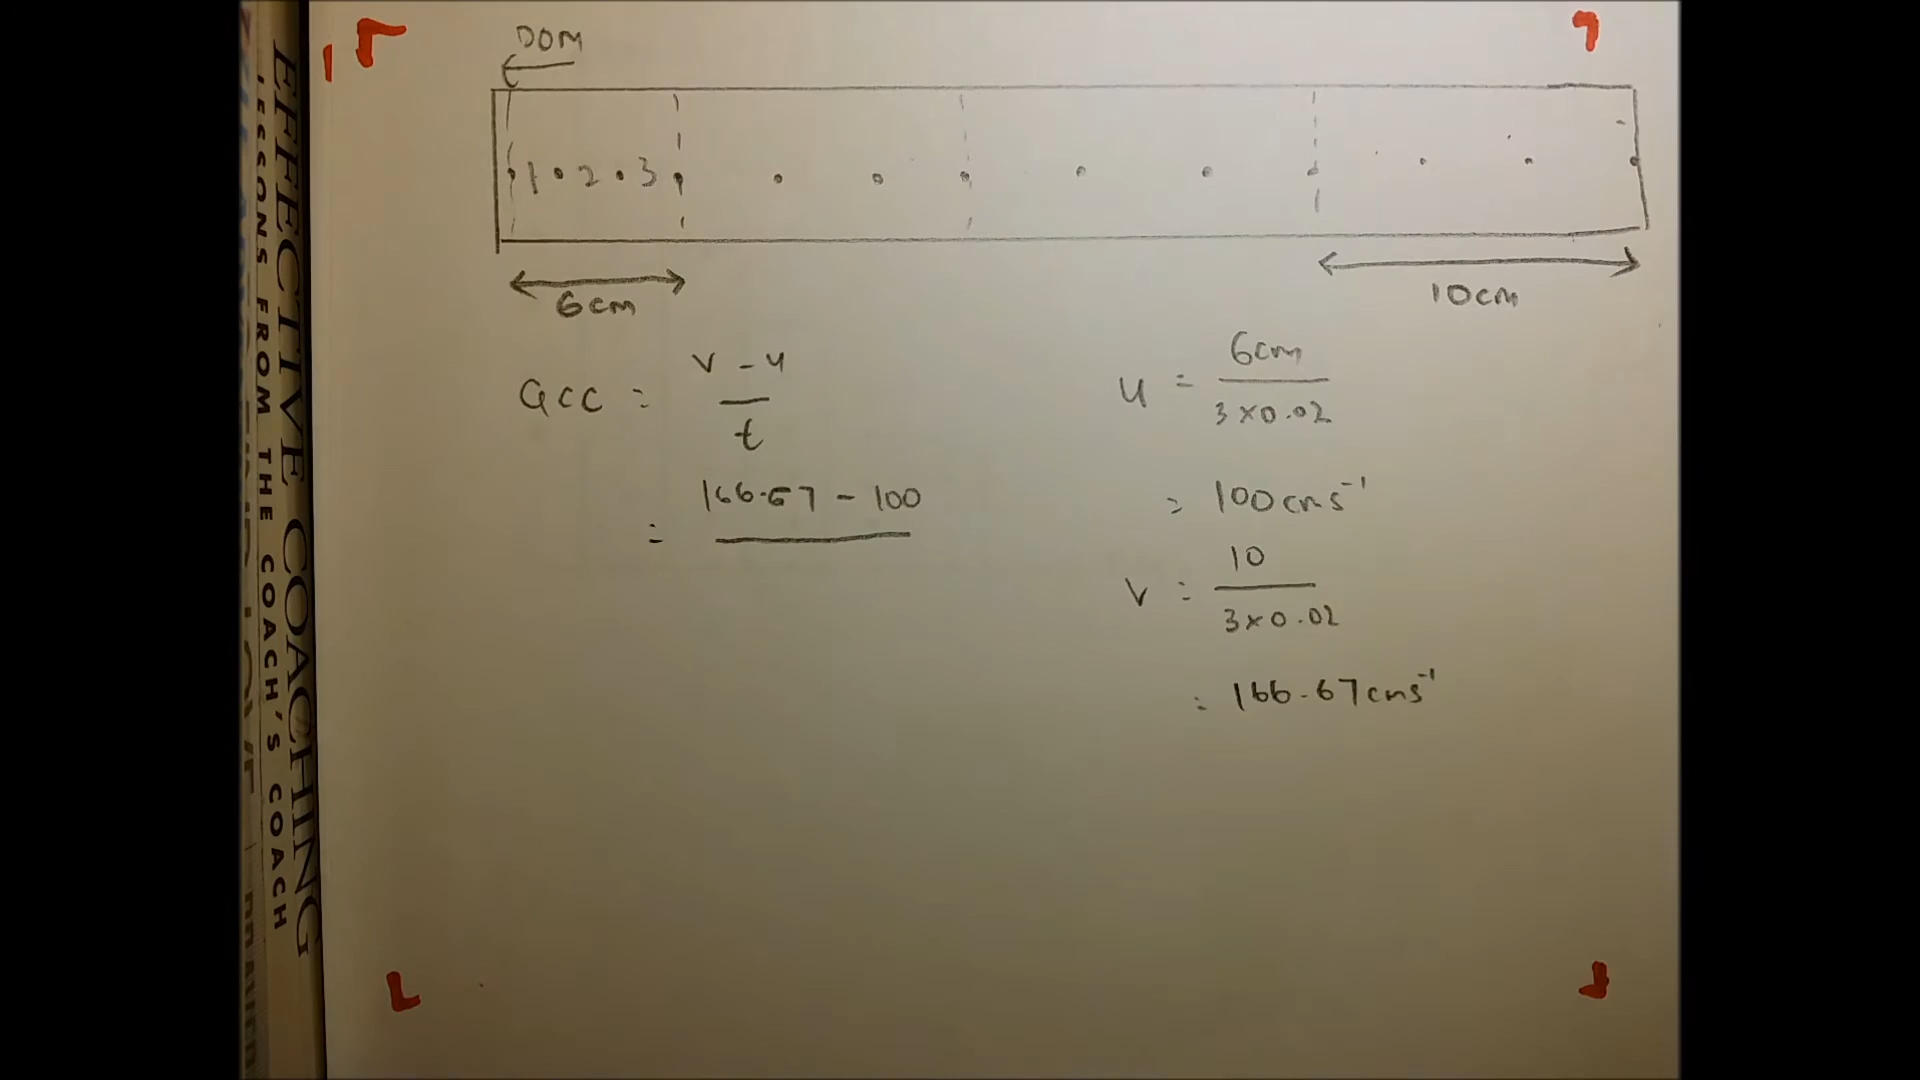 DOM
1 2 3
6cm
10cm
acc = v - u / t
= 166.67 - 100
u = 6cm / 3 x 0.02
= 100cms⁻¹
v = 10 / 3 x 0.02
= 166.67cms⁻¹
EFFECTIVE COACHING
LESSONS FROM THE COACH'S COACH